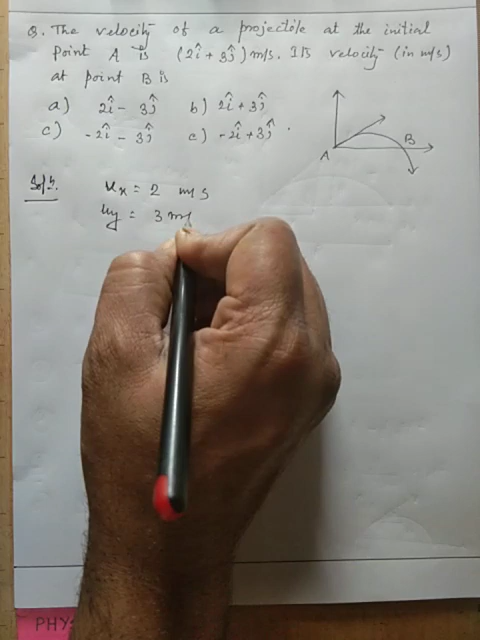 Q. The velocity of a projectile at the initial
point A is (2î + 3ĵ) m/s. Its velocity (in m/s)
at point B is
a) 2î - 3ĵ b) 2î + 3ĵ
c) -2î - 3ĵ e) -2î + 3ĵ .
A B
Solⁿ. ux = 2 m/s
uy = 3 m/
PHY